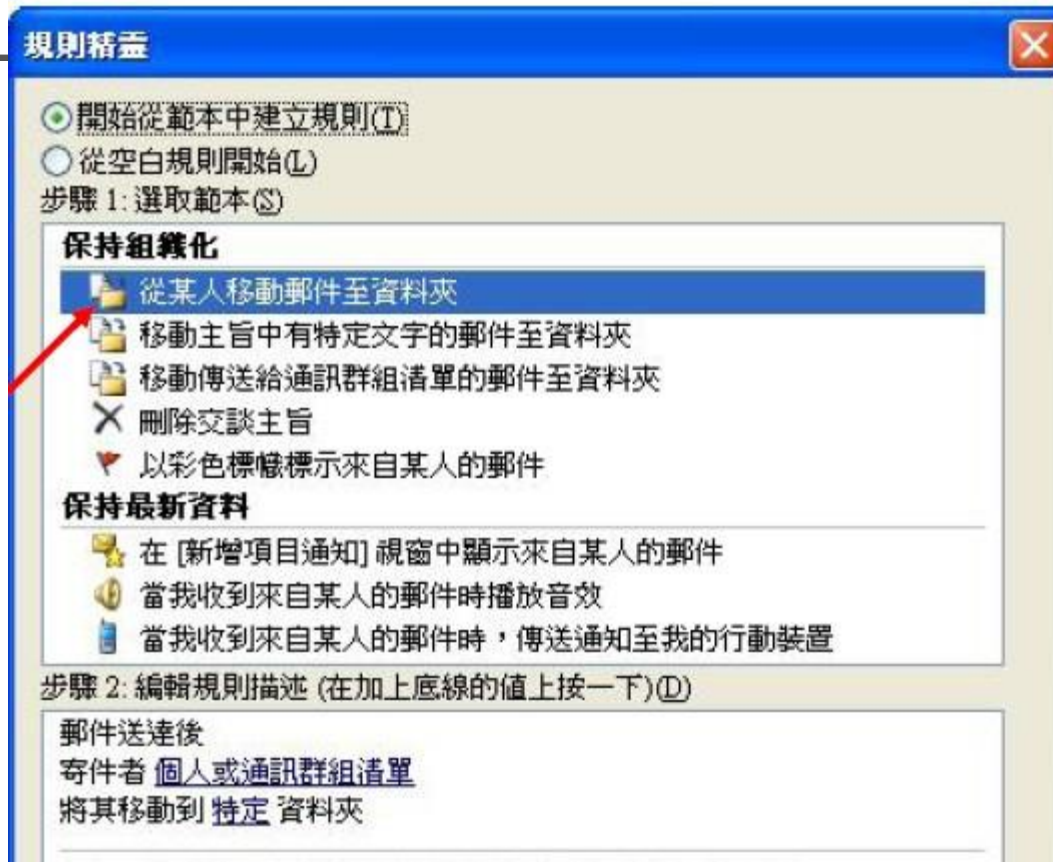 規則精靈
開始從範本中建立規則(T)
從空白規則開始(L)
步驟 1: 選取範本(S)
保持組織化
從某人移動郵件至資料夾
移動主旨中有特定文字的郵件至資料夾
移動傳送給通訊群組清單的郵件至資料夾
刪除交談主旨
以彩色標幟標示來自某人的郵件
保持最新資料
在 [新增項目通知] 視窗中顯示來自某人的郵件
當我收到來自某人的郵件時播放音效
當我收到來自某人的郵件時，傳送通知至我的行動裝置
步驟 2: 編輯規則描述 (在加上底線的值上按一下)(D)
郵件送達後
寄件者 個人或通訊群組清單
將其移動到 特定 資料夾